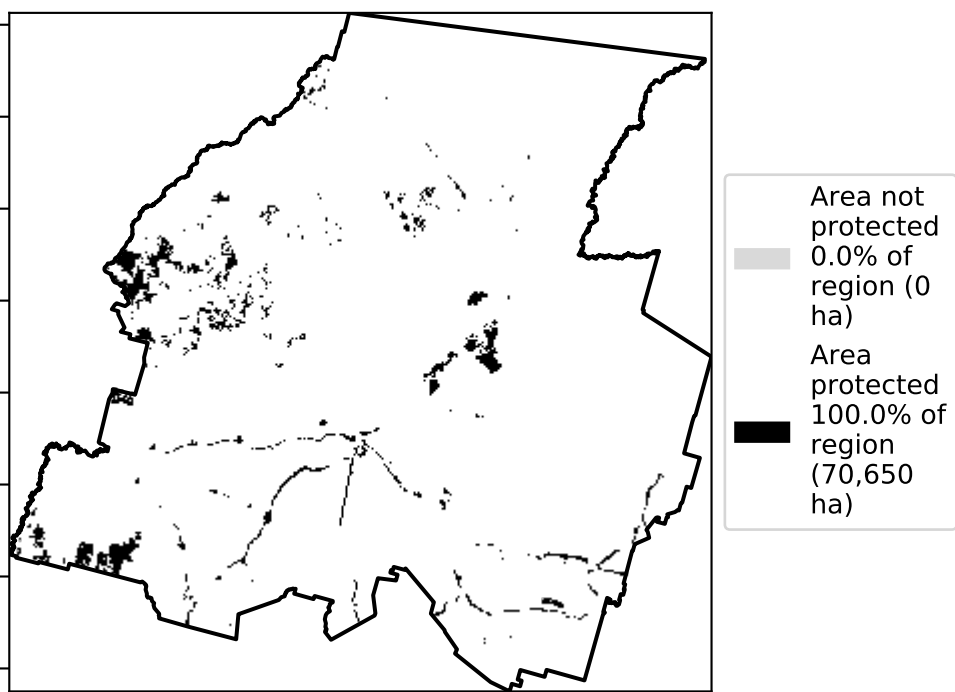 Area not
protected
0.0% of
region (0
ha)
Area
protected
100.0% of
region
(70,650
ha)